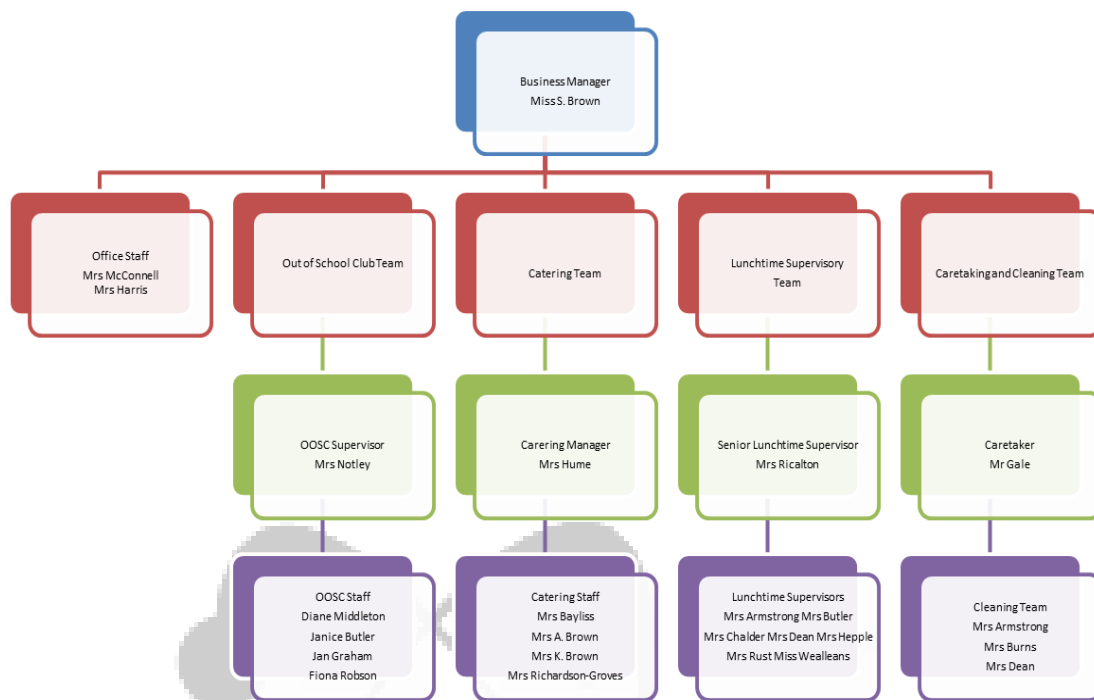 Business Manager
Miss S. Brown
Office Staff
Mrs McConnell
Mrs Harris
Out of School Club Team
Catering Team
Lunchtime Supervisory
Team
Caretaking and Cleaning Team
OOSC Supervisor
Mrs Notley
Carering Manager
Mrs Hume
Senior Lunchtime Supervisor
Mrs Ricalton
Caretaker
Mr Gale
OOSC Staff
Diane Middleton
Janice Butler
Jan Graham
Fiona Robson
Catering Staff
Mrs Bayliss
Mrs A. Brown
Mrs K. Brown
Mrs Richardson-Groves
Lunchtime Supervisors
Mrs Armstrong Mrs Butler
Mrs Chalder Mrs Dean Mrs Hepple
Mrs Rust Miss Wealleans
Cleaning Team
Mrs Armstrong
Mrs Burns
Mrs Dean